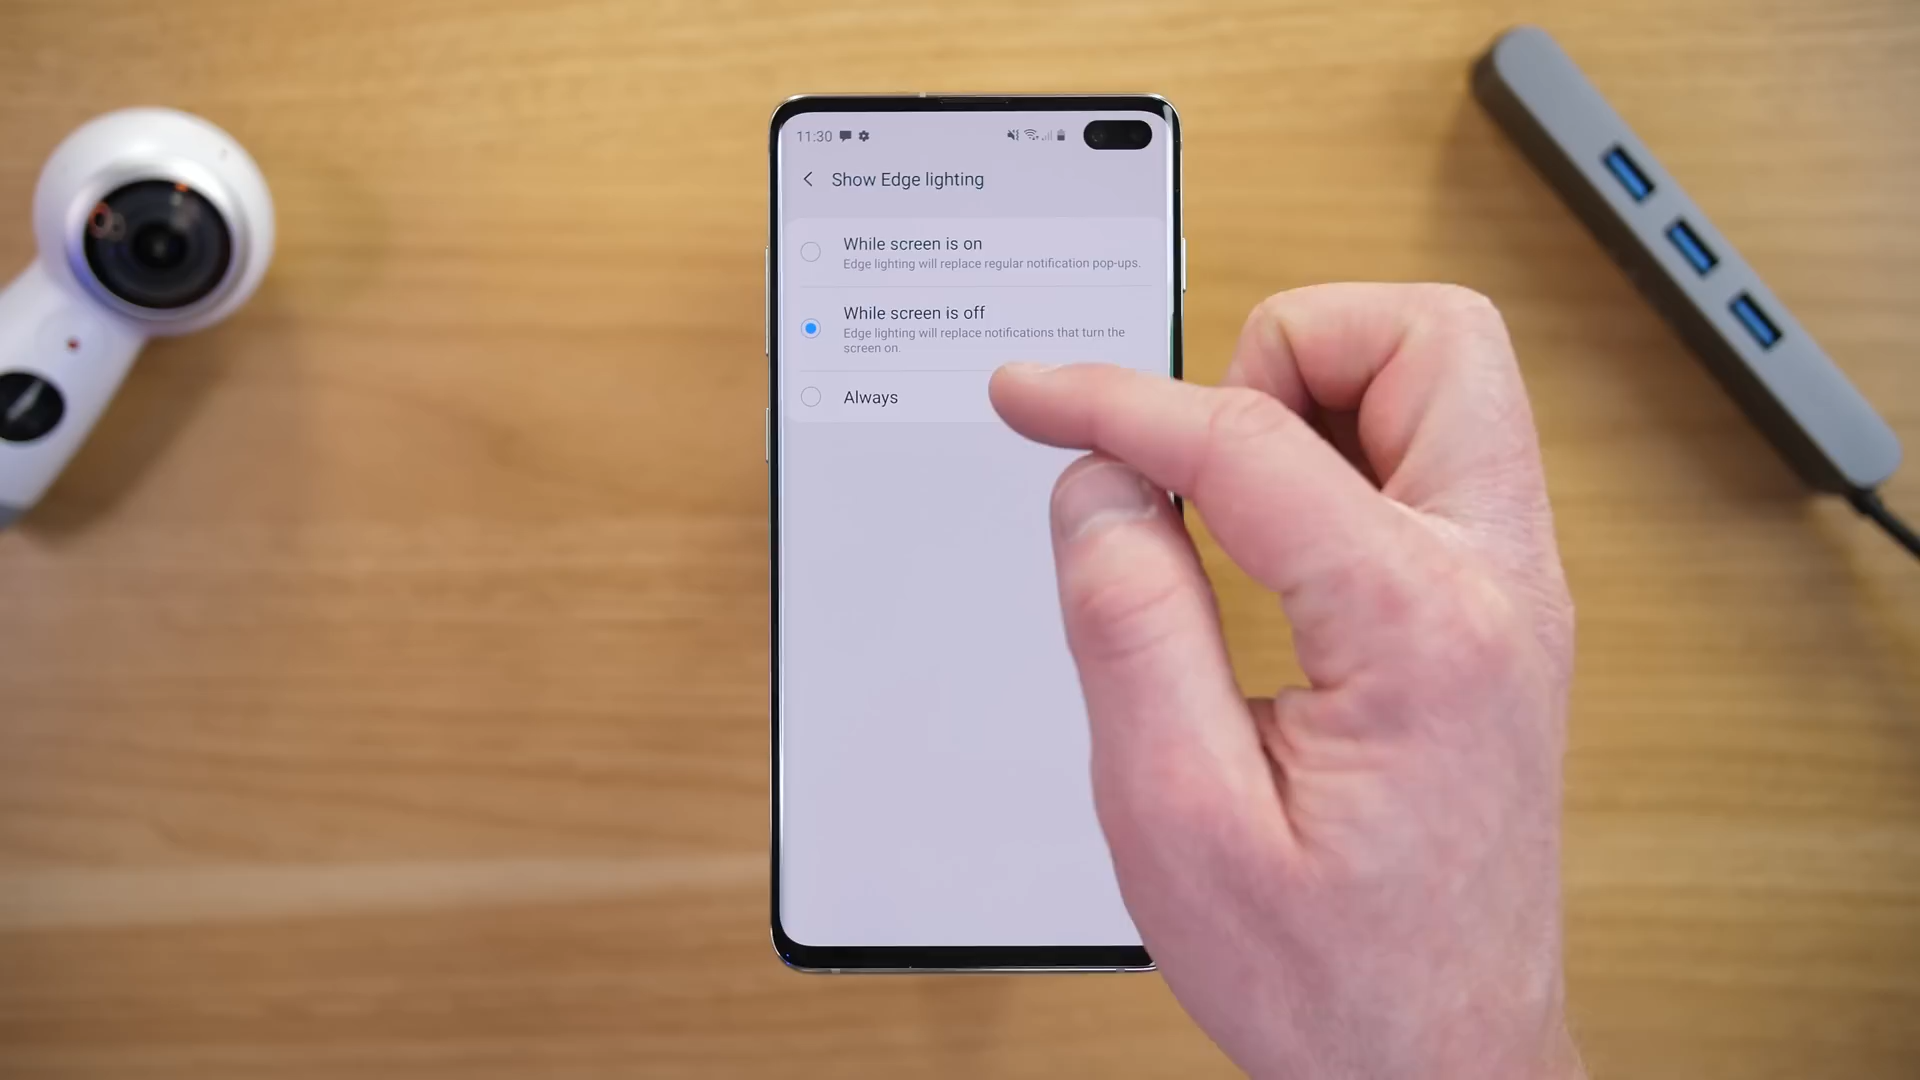 11:30
Show Edge lighting
While screen is on
Edge lighting will replace regular notification pop-ups.
While screen is off
Edge lighting will replace notifications that turn the
screen on.
Always